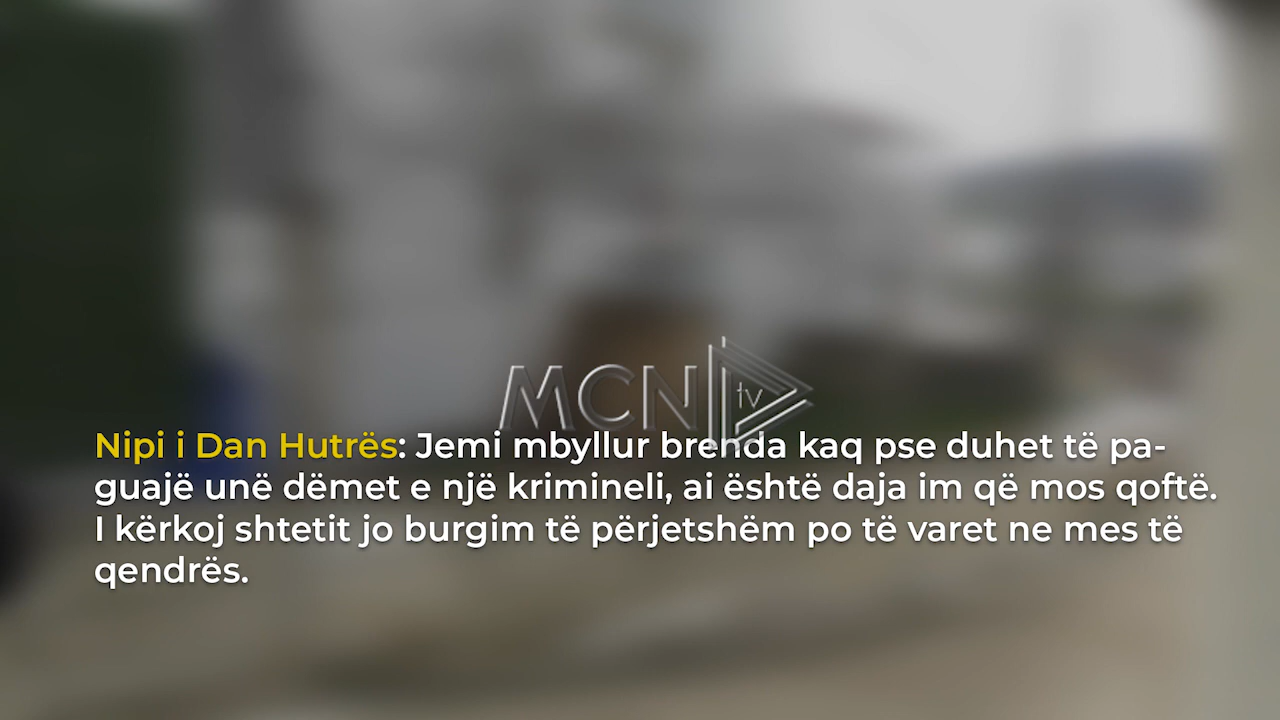 MCN tv
Nipi i Dan Hutrës: Jemi mbyllur brenda kaq pse duhet të pa-
guajë unë dëmet e një krimineli, ai është daja im që mos qoftë.
I kërkoj shtetit jo burgim të përjetshëm po të varet ne mes të
qendrës.